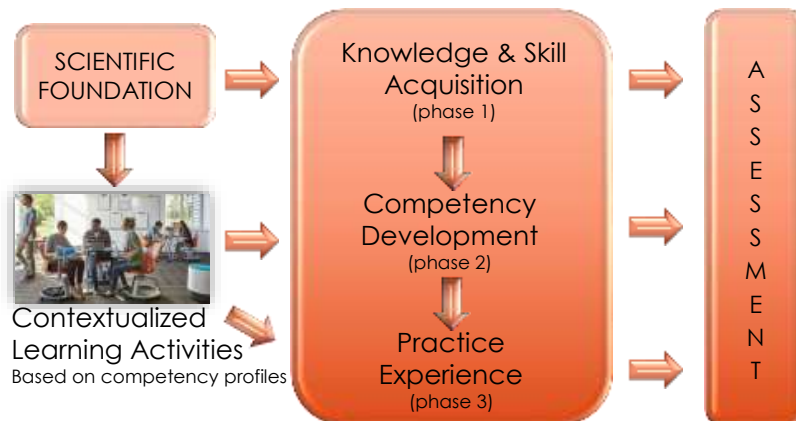 SCIENTIFIC
FOUNDATION
Knowledge & Skill
Acquisition
(phase 1)
Competency
Development
(phase 2)
Practice
Experience
(phase 3)
Contextualized
Learning Activities
Based on competency profiles
ASSESSMENT